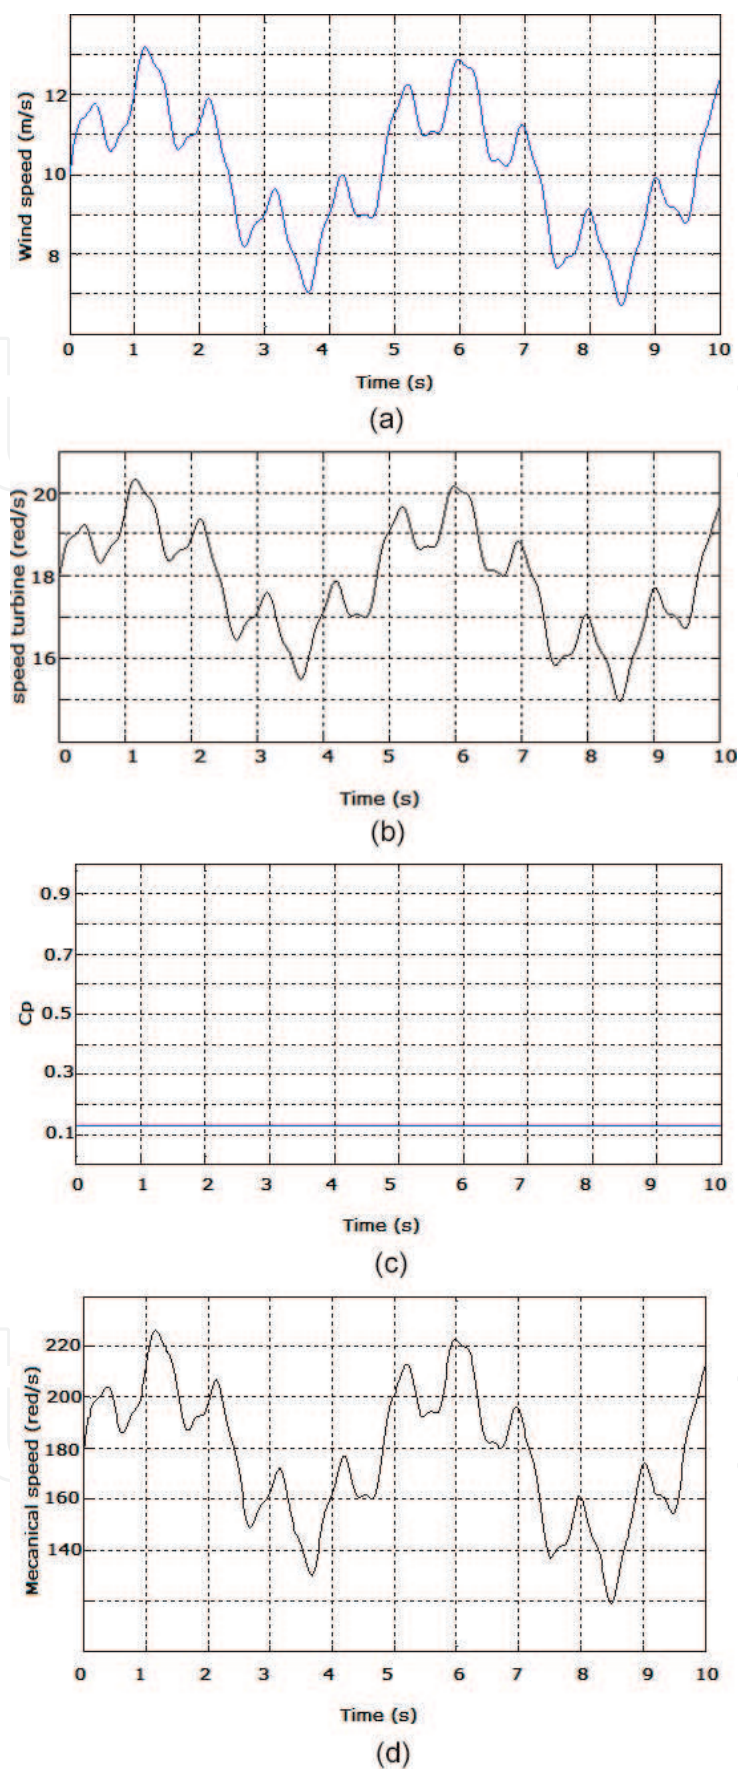 Wind speed (m/s)
12
10
8
0 1 2 3 4 5 6 7 8 9 10
Time (s)
(a)
speed turbine (red/s)
20
18
16
0 1 2 3 4 5 6 7 8 9 10
Time (s)
(b)
Cp
0.9
0.7
0.5
0.3
0.1
0 1 2 3 4 5 6 7 8 9 10
Time (s)
(c)
Mecanical speed (red/s)
220
200
180
160
140
0 1 2 3 4 5 6 7 8 9 10
Time (s)
(d)